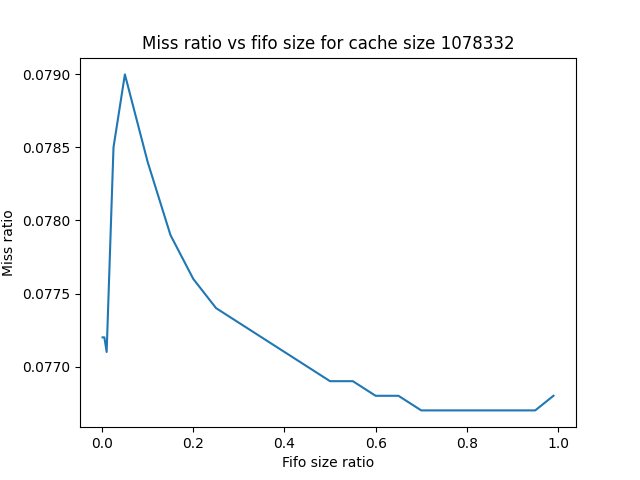 Miss ratio vs fifo size for cache size 1078332
0.0790
0.0785
0.0780
0.0775
0.0770
Miss ratio
0.0 0.2 0.4 0.6 0.8 1.0
Fifo size ratio